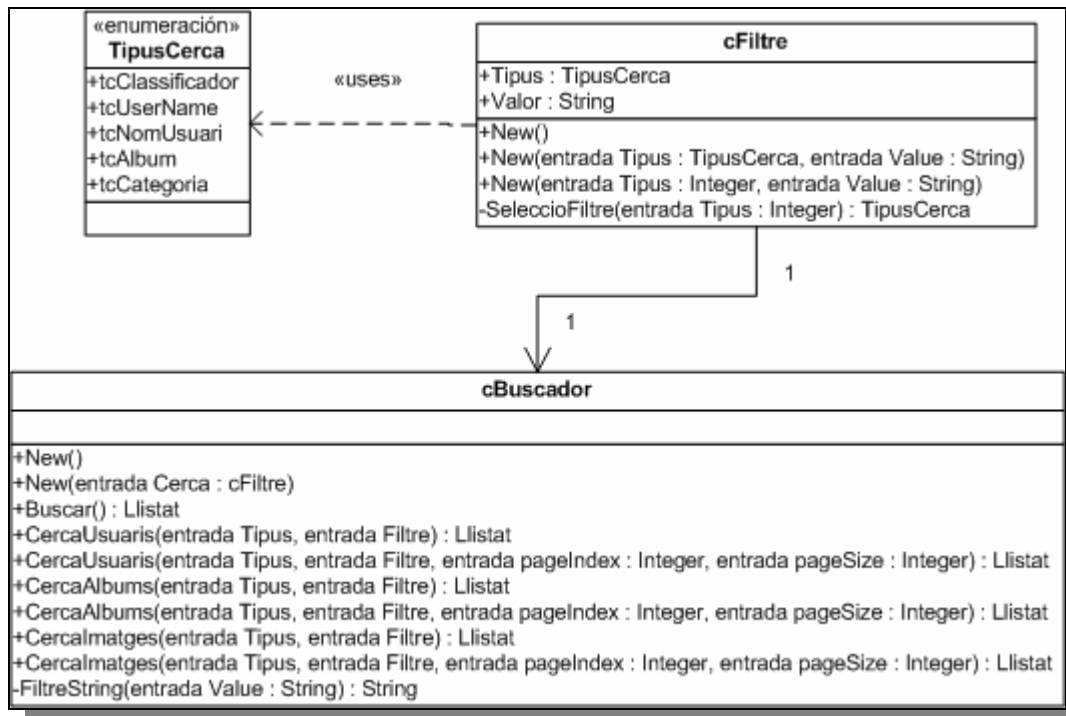 «enumeración»
TipusCerca
+tcClassificador
+tcUserName
+tcNomUsuari
+tcAlbum
+tcCategoria
«uses»
cFiltre
+Tipus : TipusCerca
+Valor : String
+New()
+New(entrada Tipus : TipusCerca, entrada Value : String)
+New(entrada Tipus : Integer, entrada Value : String)
-SeleccioFiltre(entrada Tipus : Integer) : TipusCerca
1
1
cBuscador
+New()
+New(entrada Cerca : cFiltre)
+Buscar() : Llistat
+CercaUsuaris(entrada Tipus, entrada Filtre) : Llistat
+CercaUsuaris(entrada Tipus, entrada Filtre, entrada pageIndex : Integer, entrada pageSize : Integer) : Llistat
+CercaAlbums(entrada Tipus, entrada Filtre) : Llistat
+CercaAlbums(entrada Tipus, entrada Filtre, entrada pageIndex : Integer, entrada pageSize : Integer) : Llistat
+CercaImatges(entrada Tipus, entrada Filtre) : Llistat
+CercaImatges(entrada Tipus, entrada Filtre, entrada pageIndex : Integer, entrada pageSize : Integer) : Llistat
-FiltreString(entrada Value : String) : String